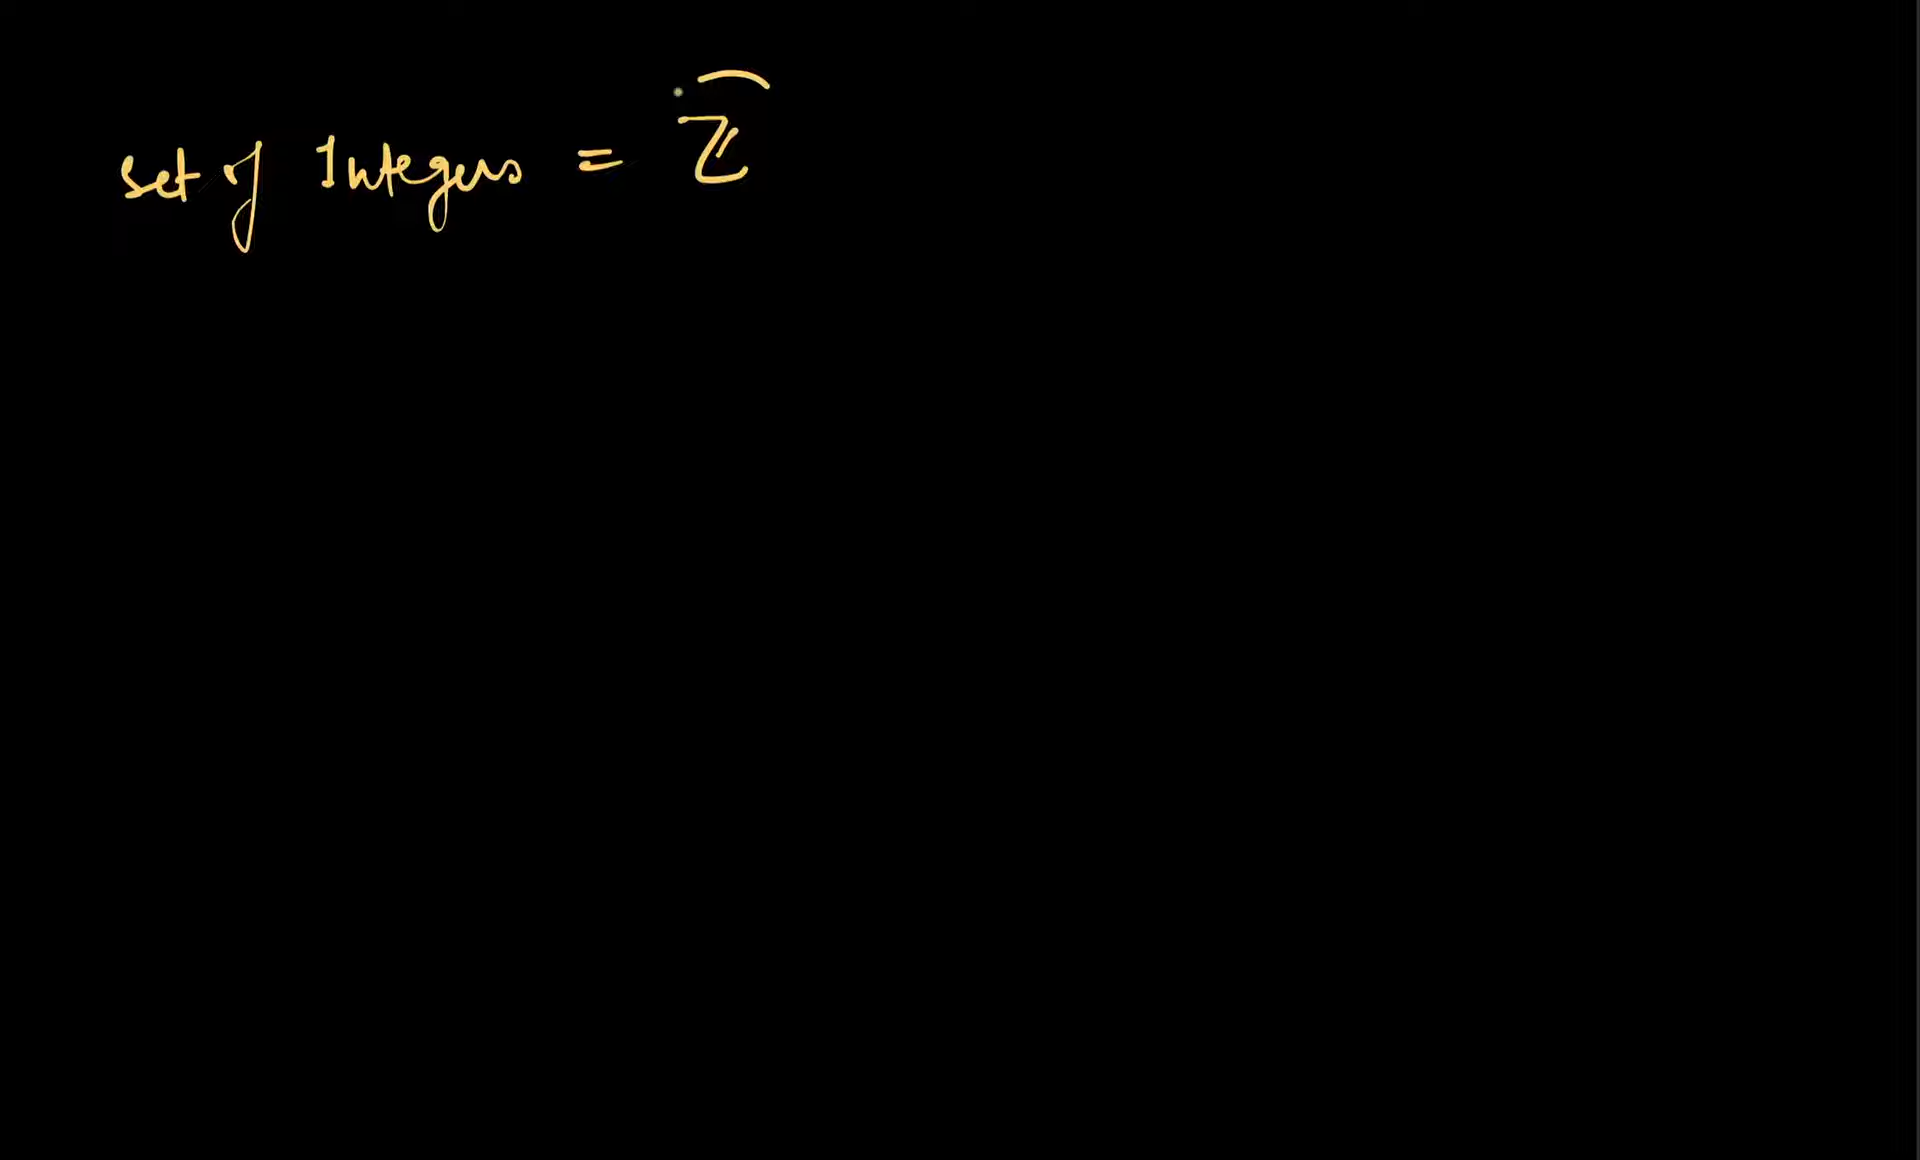 set of Integers = ℤ